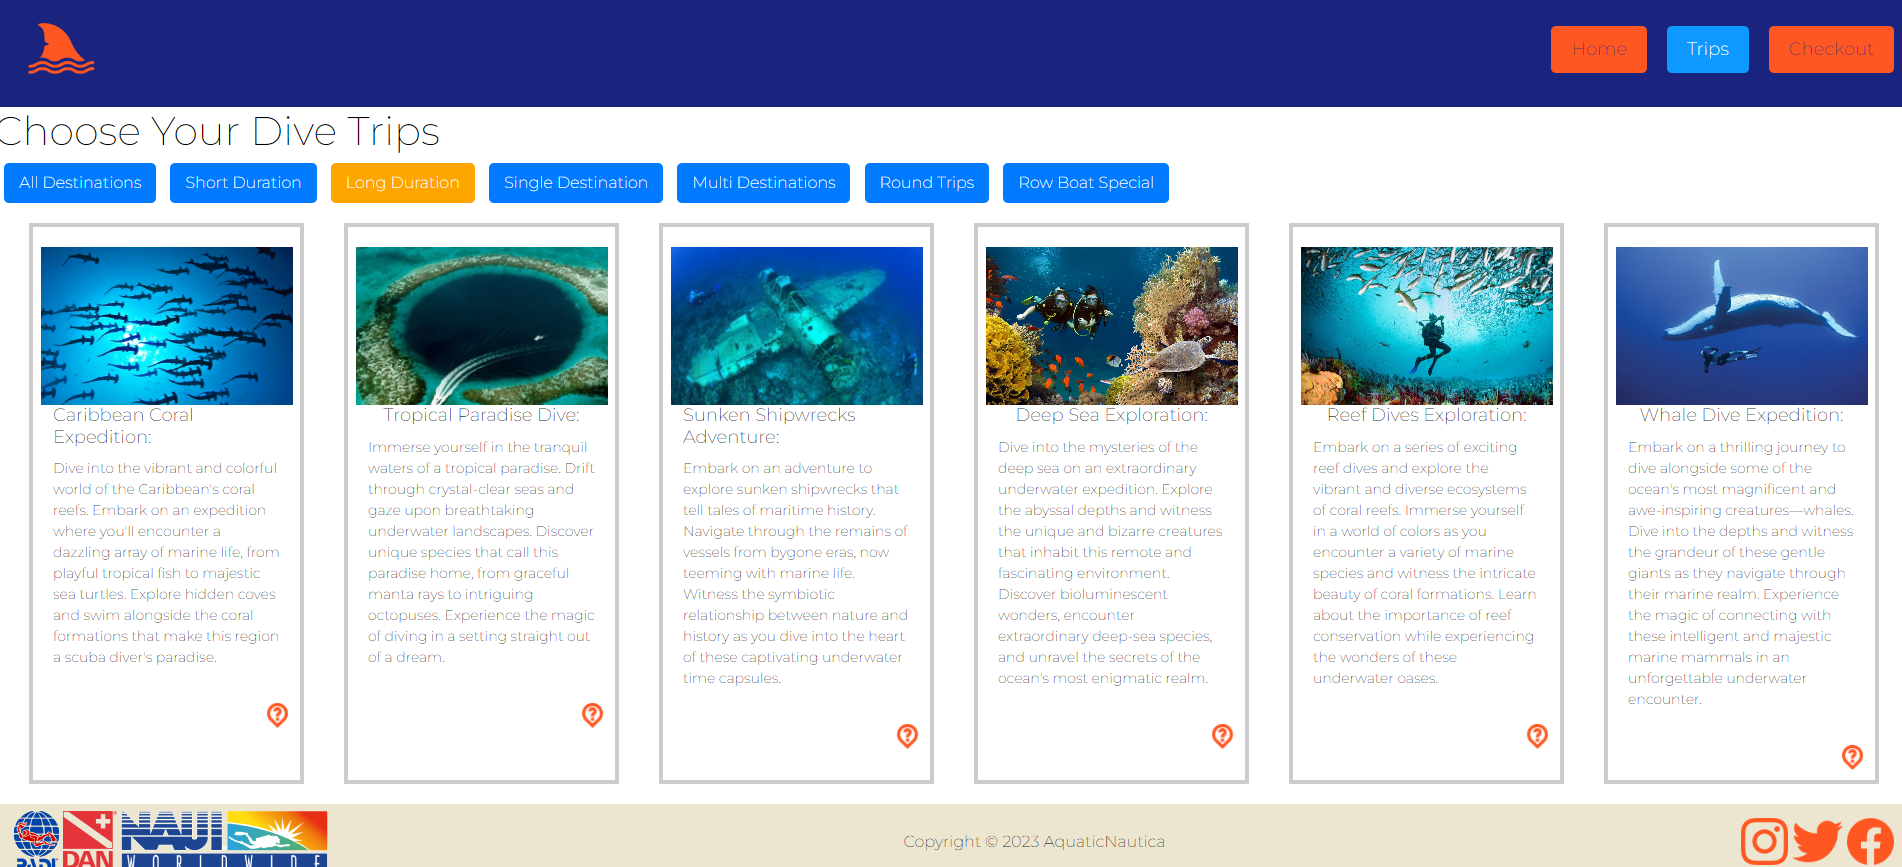 Home Trips Checkout
Choose Your Dive Trips
All Destinations Short Duration Long Duration Single Destination Multi Destinations Round Trips Row Boat Special
Caribbean Coral
Expedition:
Dive into the vibrant and colorful
world of the Caribbean's coral
reefs. Embark on an expedition
where you'll encounter a
dazzling array of marine life, from
playful tropical fish to majestic
sea turtles. Explore hidden coves
and swim alongside the coral
formations that make this region
a scuba diver's paradise.
Tropical Paradise Dive:
Immerse yourself in the tranquil
waters of a tropical paradise. Drift
through crystal-clear seas and
gaze upon breathtaking
underwater landscapes. Discover
unique species that call this
paradise home, from graceful
manta rays to intriguing
octopuses. Experience the magic
of diving in a setting straight out
of a dream.
Sunken Shipwrecks
Adventure:
Embark on an adventure to
explore sunken shipwrecks that
tell tales of maritime history.
Navigate through the remains of
vessels from bygone eras, now
teeming with marine life.
Witness the symbiotic
relationship between nature and
history as you dive into the heart
of these captivating underwater
time capsules.
Deep Sea Exploration:
Dive into the mysteries of the
deep sea on an extraordinary
underwater expedition. Explore
the abyssal depths and witness
the unique and bizarre creatures
that inhabit this remote and
fascinating environment.
Discover bioluminescent
wonders, encounter
extraordinary deep-sea species,
and unravel the secrets of the
ocean's most enigmatic realm.
Reef Dives Exploration:
Embark on a series of exciting
reef dives and explore the
vibrant and diverse ecosystems
of coral reefs. Immerse yourself
in a world of colors as you
encounter a variety of marine
species and witness the intricate
beauty of coral formations. Learn
about the importance of reef
conservation while experiencing
the wonders of these
underwater oases.
Whale Dive Expedition:
Embark on a thrilling journey to
dive alongside some of the
ocean's most magnificent and
awe-inspiring creatures—whales.
Dive into the depths and witness
the grandeur of these gentle
giants as they navigate through
their marine realm. Experience
the magic of connecting with
these intelligent and majestic
marine mammals in an
unforgettable underwater
encounter.
PADI DAN NAUI
WORLDWIDE
Copyright © 2023 AquaticNautica